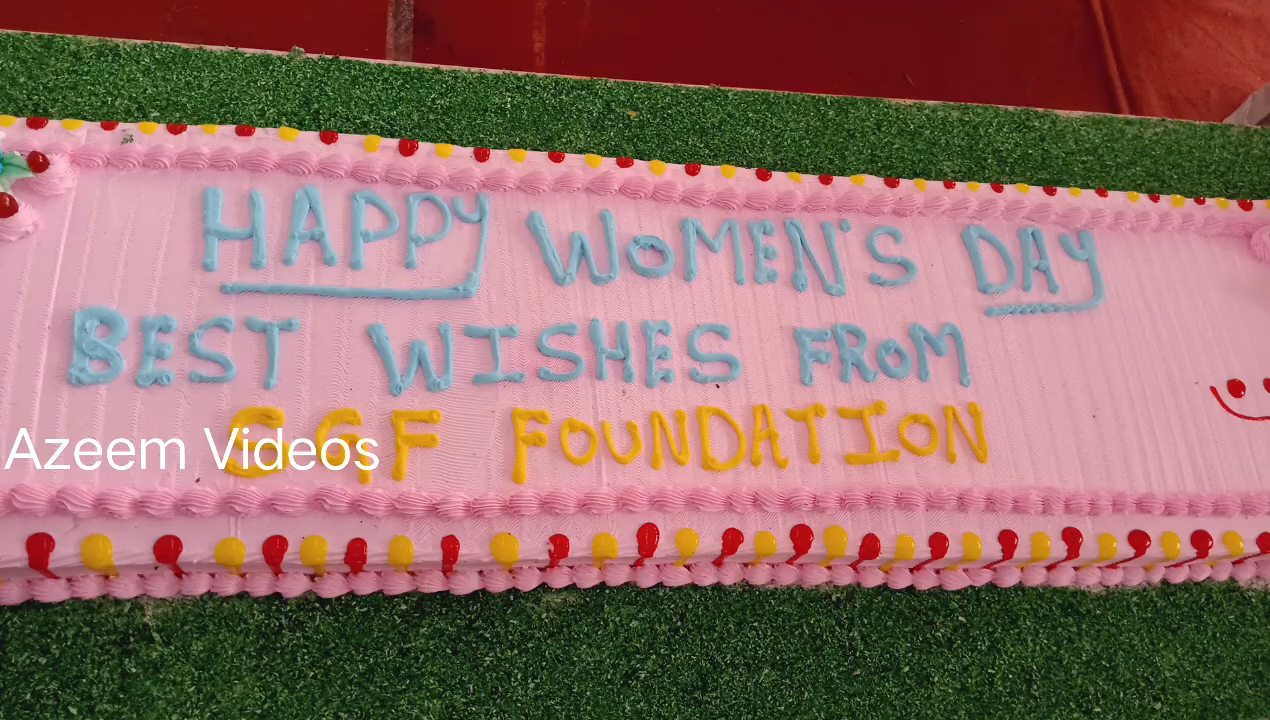 HAPPY WOMEN'S DAY
BEST WISHES FROM
FOUNDATION
Azeem Videos